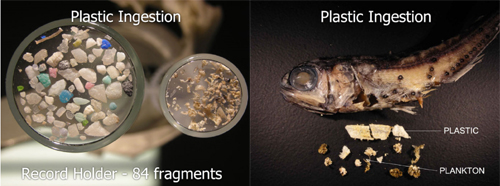 Plastic Ingestion
Record Holder - 84 fragments
Plastic Ingestion
PLASTIC
PLANKTON